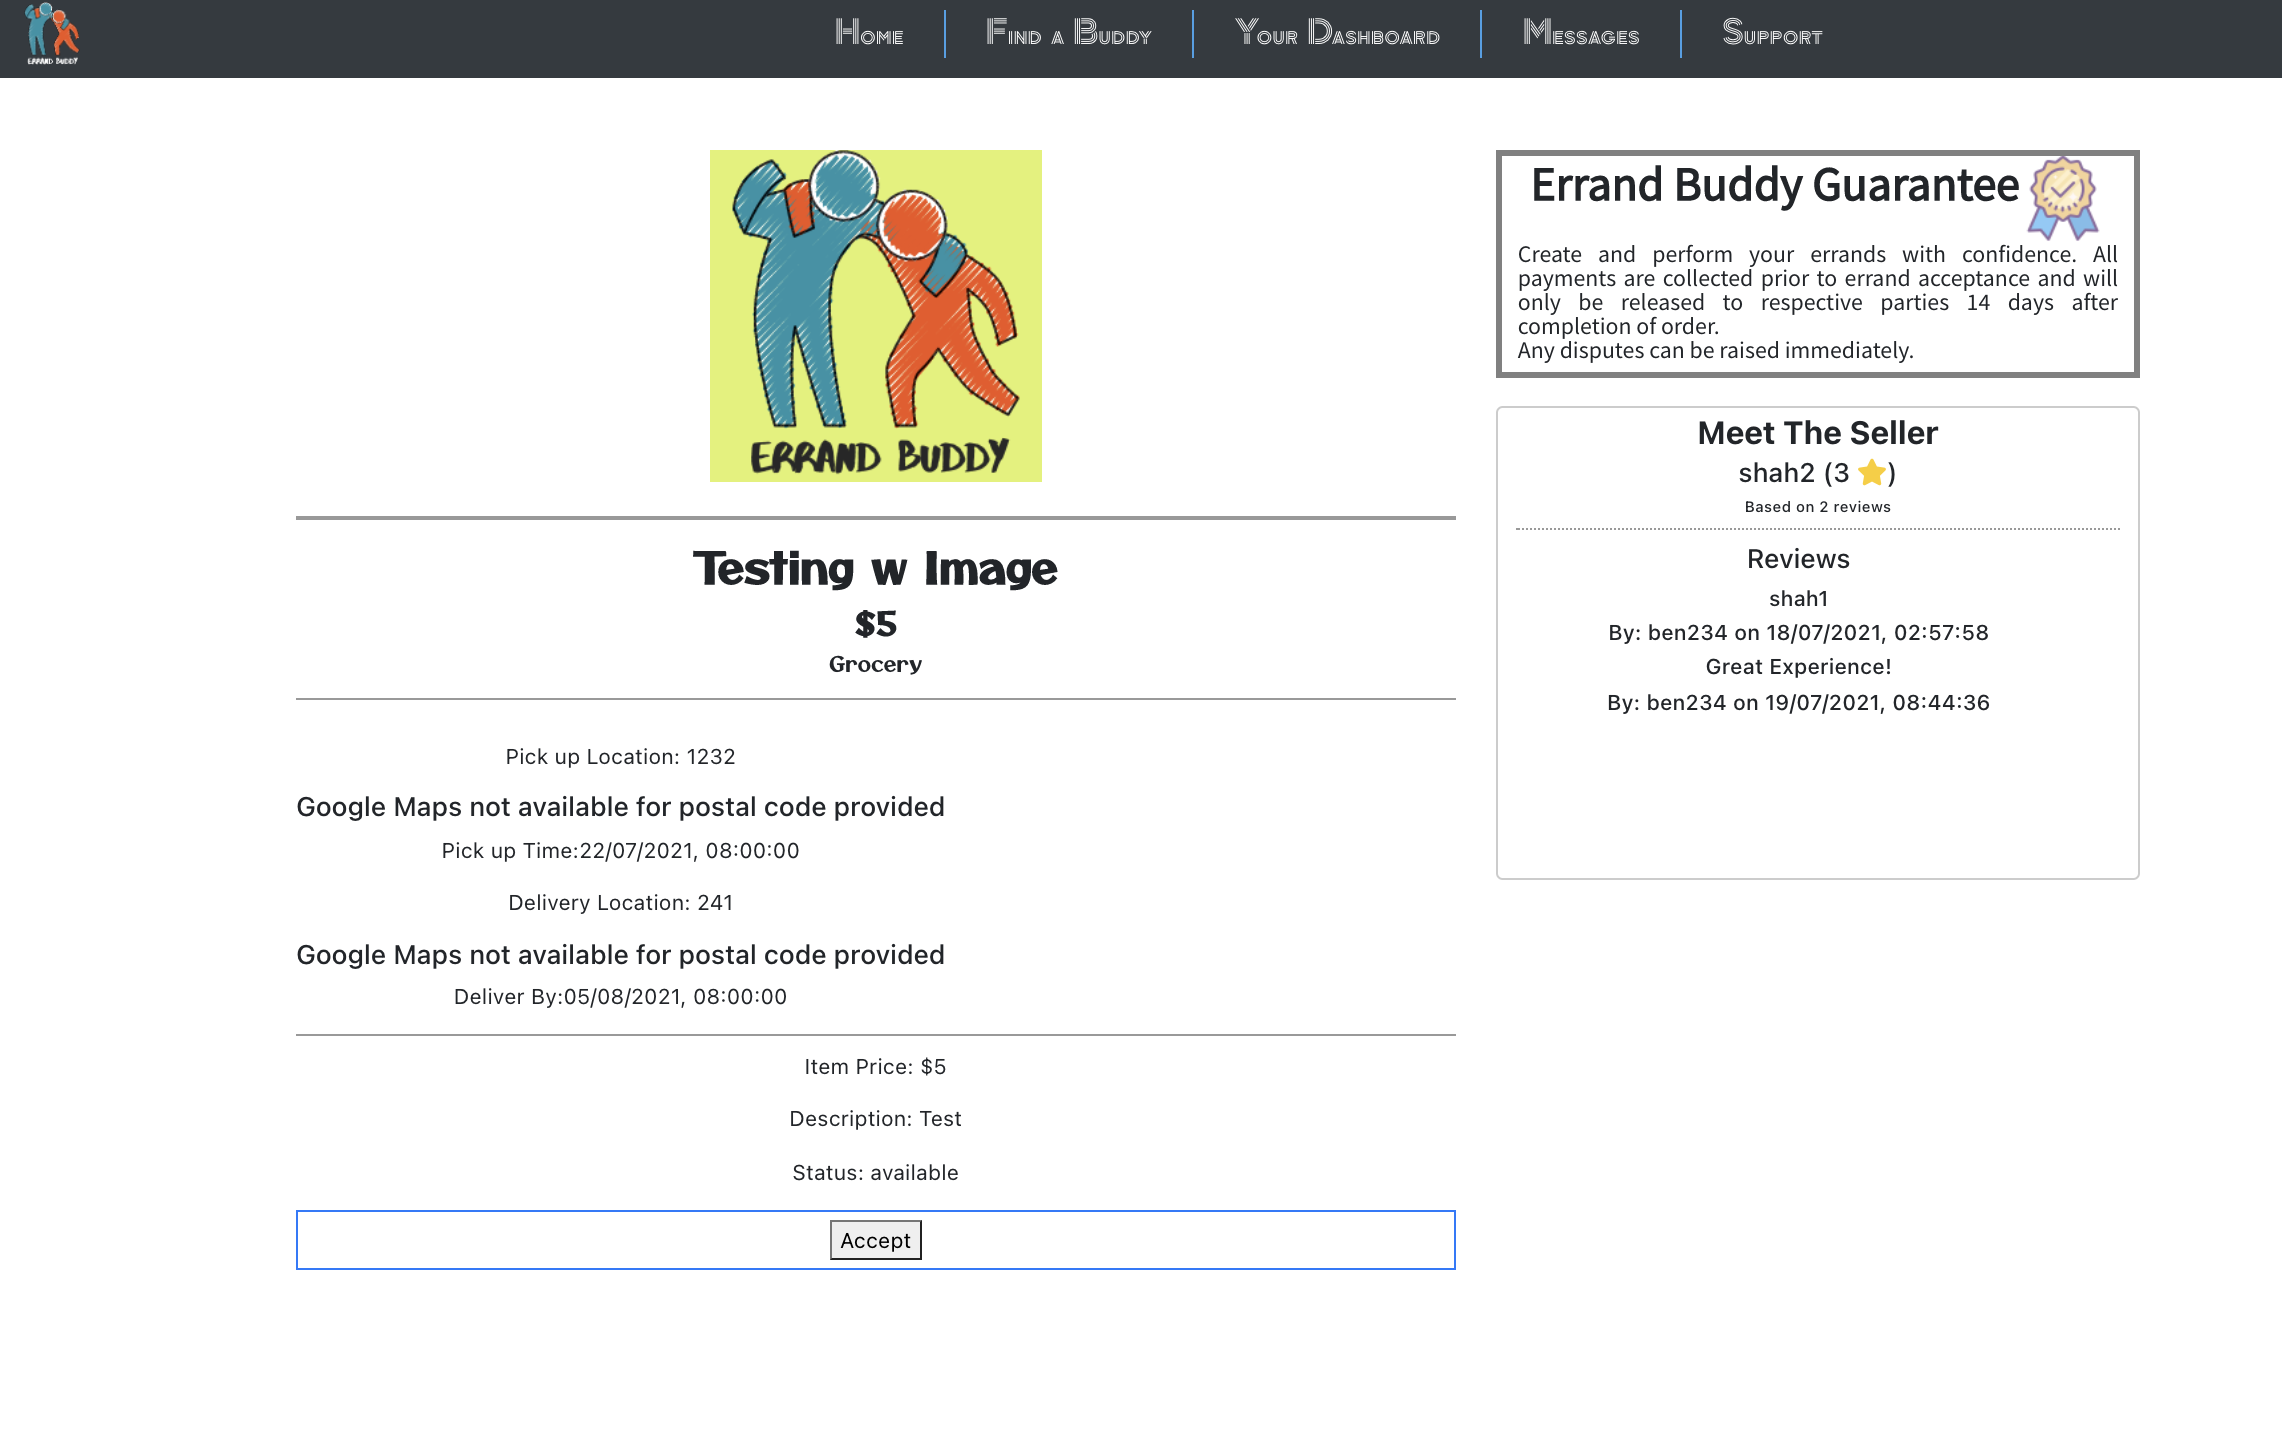 ERRAND BUDDY
Home
Find a Buddy
Your Dashboard
Messages
Support
ERRAND BUDDY
Testing w Image
$5
Grocery
Pick up Location: 1232
Google Maps not available for postal code provided
Pick up Time:22/07/2021, 08:00:00
Delivery Location: 241
Google Maps not available for postal code provided
Deliver By:05/08/2021, 08:00:00
Item Price: $5
Description: Test
Status: available
Accept
Errand Buddy Guarantee
Create and perform your errands with confidence. All
payments are collected prior to errand acceptance and will
only be released to respective parties 14 days after
completion of order.
Any disputes can be raised immediately.
Meet The Seller
shah2 (3 ⭐)
Based on 2 reviews
Reviews
shah1
By: ben234 on 18/07/2021, 02:57:58
Great Experience!
By: ben234 on 19/07/2021, 08:44:36